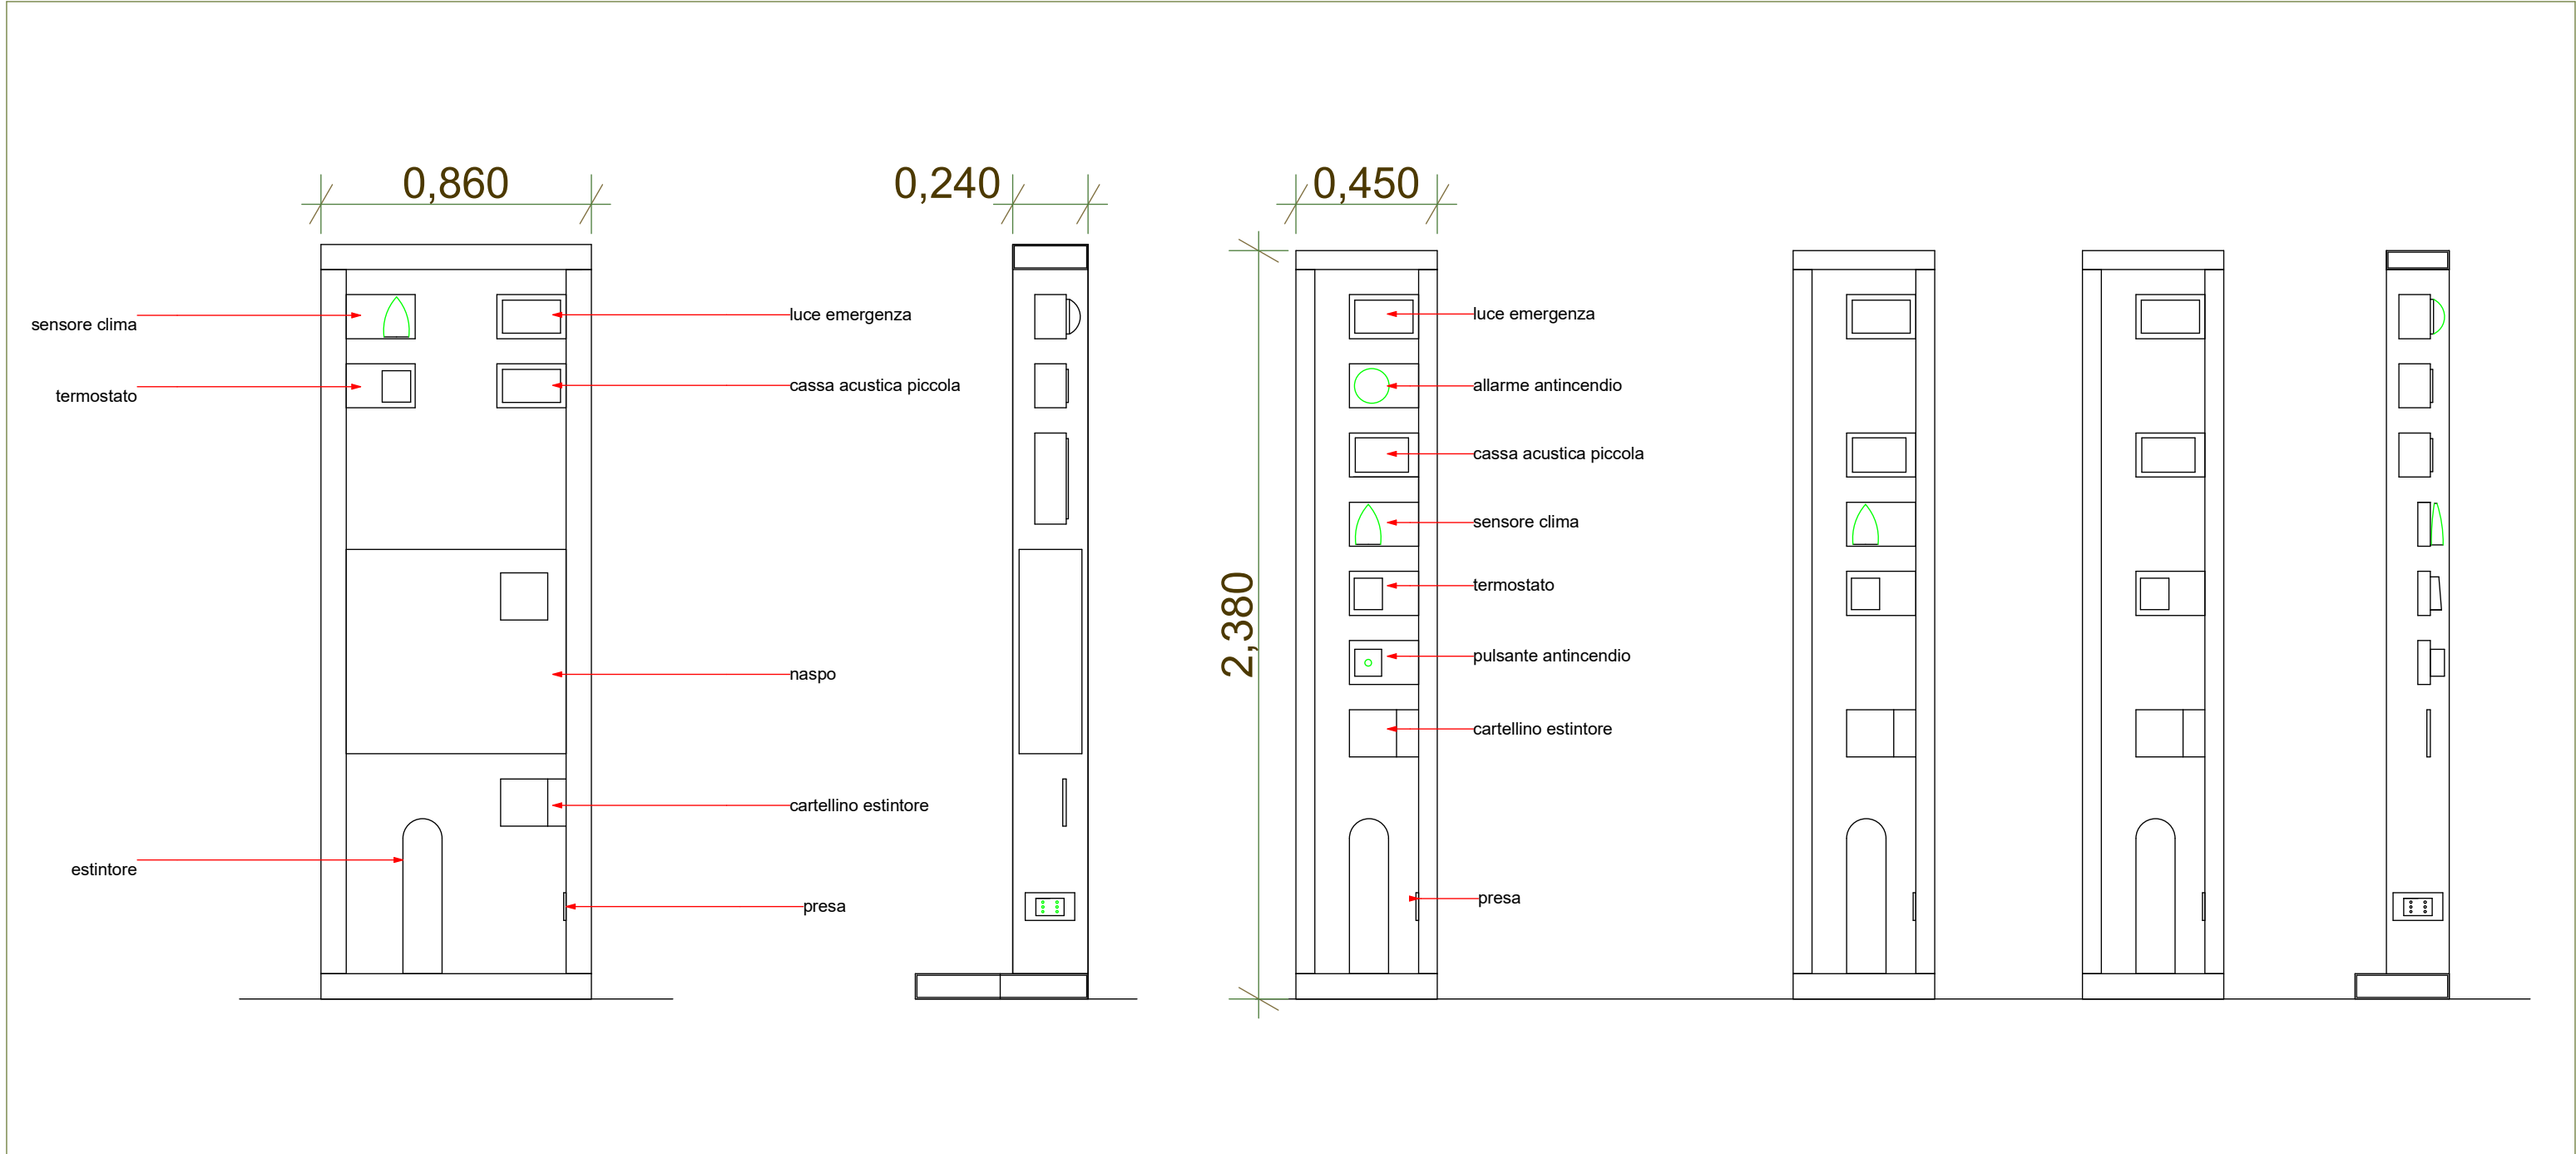 0,860
0,240
0,450
sensore clima
termostato
estintore
luce emergenza
cassa acustica piccola
naspo
cartellino estintore
presa
2,380
luce emergenza
allarme antincendio
cassa acustica piccola
sensore clima
termostato
pulsante antincendio
cartellino estintore
presa